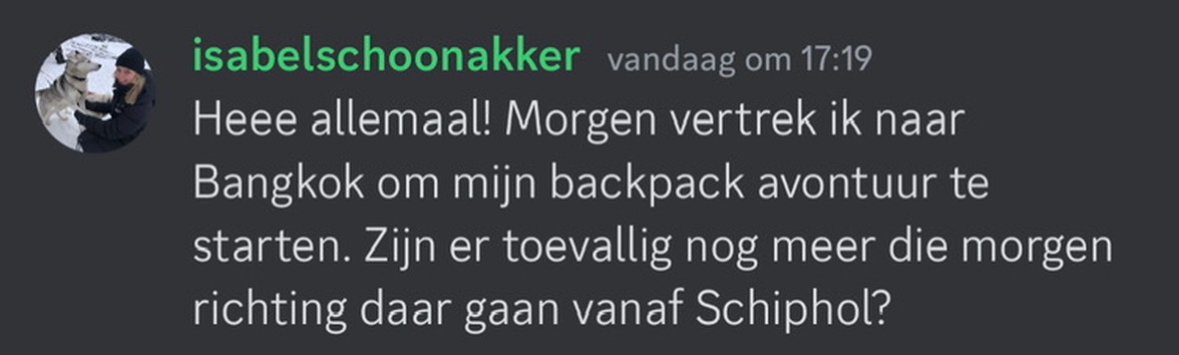 isabelschoonakker vandaag om 17:19
Heee allemaal! Morgen vertrek ik naar
Bangkok om mijn backpack avontuur te
starten. Zijn er toevallig nog meer die morgen
richting daar gaan vanaf Schiphol?